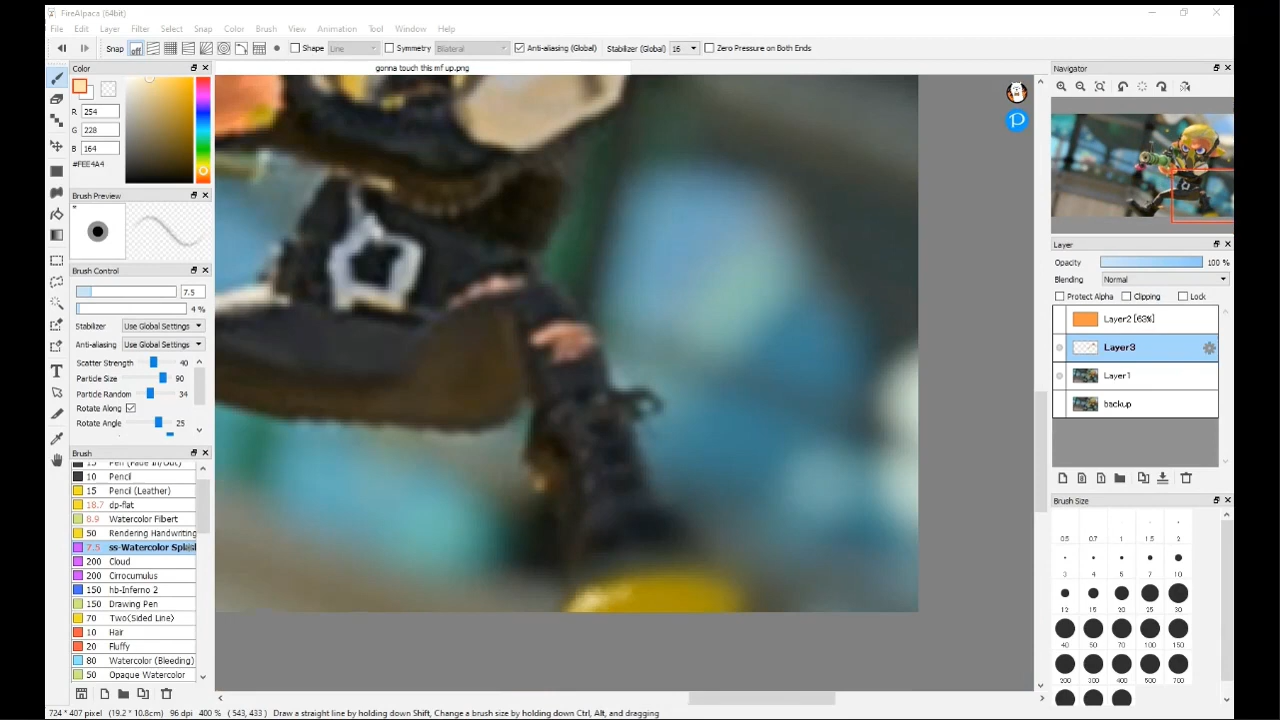 FireAlpaca (64bit)
File Edit Layer Filter Select Snap Color Brush View Animation Tool Window Help
Snap off Shape Line Symmetry Bilateral Anti-aliasing (Global) Stabilizer (Global) 16 Zero Pressure on Both Ends
gonna touch this mf up.png
Color
R 254
G 228
B 164
#FEE4A4
Brush Preview
Brush Control
7.5
4 %
Stabilizer Use Global Settings
Anti-aliasing Use Global Settings
Scatter Strength 40
Particle Size 90
Particle Random 34
Rotate Along
Rotate Angle 25
Brush
15 Pen (Fade In/Out)
10 Pencil
15 Pencil (Leather)
18.7 dp-flat
8.9 Watercolor Filbert
50 Rendering Handwriting
7.5 ss-Watercolor Splas
200 Cloud
200 Cirrocumulus
150 hb-Inferno 2
150 Drawing Pen
70 Two(Sided Line)
10 Hair
20 Fluffy
80 Watercolor (Bleeding)
50 Opaque Watercolor
Navigator
Layer
Opacity 100 %
Blending Normal
Protect Alpha Clipping Lock
Layer2 [63%]
Layer3
Layer1
backup
Brush Size
0.5 0.7 1 1.5 2
3 4 5 7 10
12 15 20 25 30
40 50 70 100 150
200 300 400 500 700
724 * 407 pixel (19.2 * 10.8cm) 96 dpi 400 % ( 543, 433 ) Draw a straight line by holding down Shift, Change a brush size by holding down Ctrl, Alt, and dragging